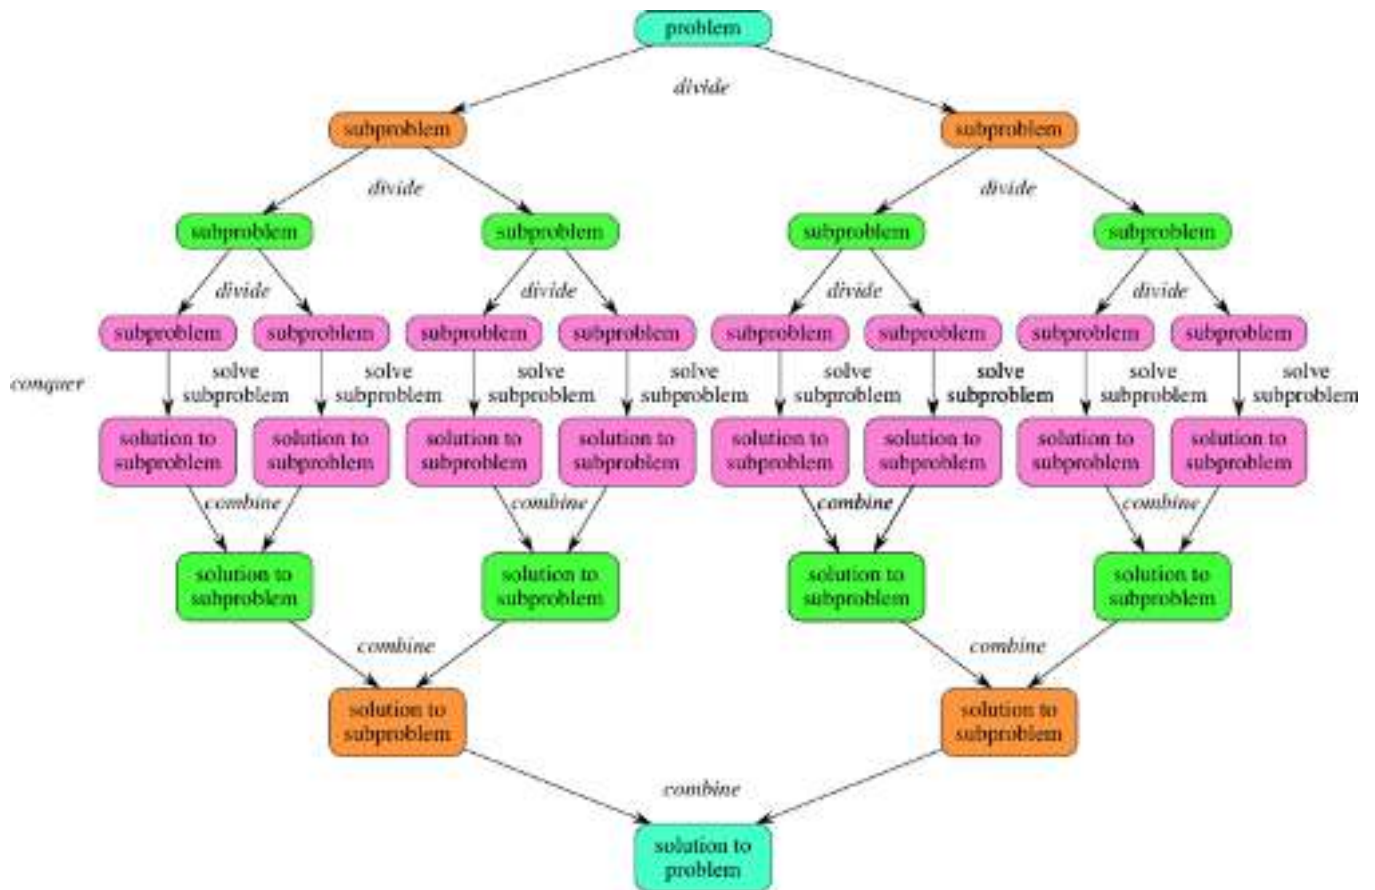 problem
divide
subproblem subproblem
divide divide
subproblem subproblem subproblem subproblem
divide divide divide divide
subproblem subproblem subproblem subproblem subproblem subproblem subproblem subproblem
solve solve solve solve solve solve solve solve
conquer
subproblem subproblem subproblem subproblem subproblem subproblem subproblem subproblem
solution to solution to solution to solution to solution to solution to solution to solution to
subproblem subproblem subproblem subproblem subproblem subproblem subproblem subproblem
combine combine combine combine
solution to solution to solution to solution to
subproblem subproblem subproblem subproblem
combine combine
solution to solution to
subproblem subproblem
combine
solution to
problem